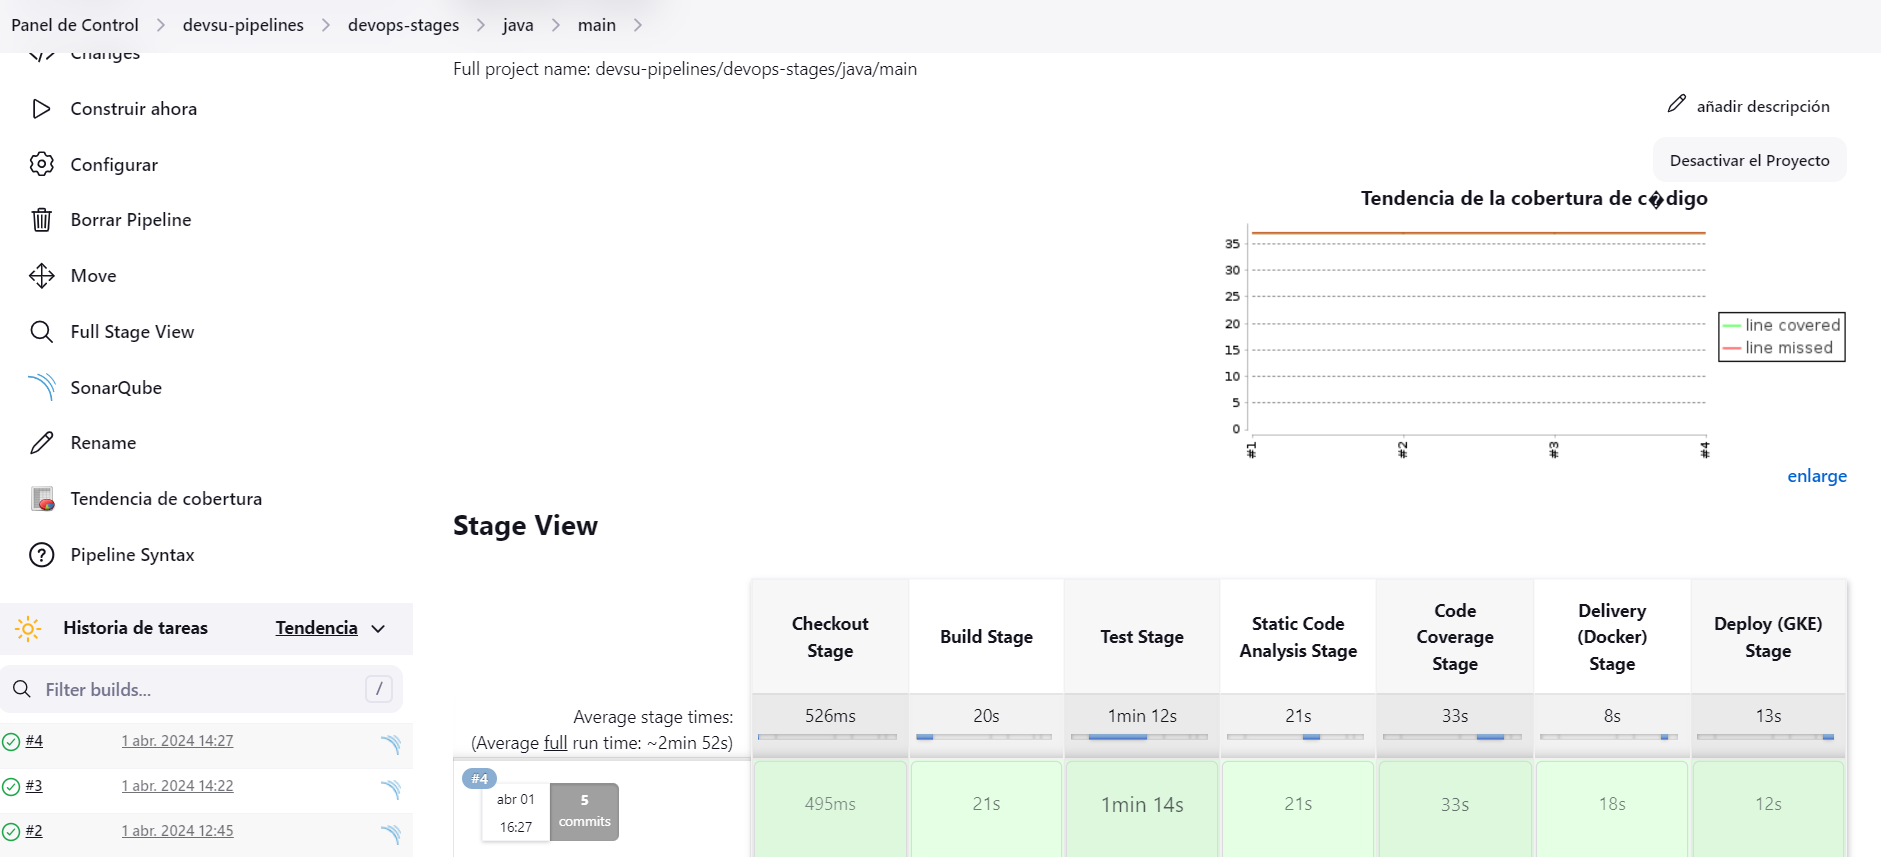 Panel de Control
devsu-pipelines
devops-stages
java
main
Changes
Construir ahora
Configurar
Borrar Pipeline
Move
Full Stage View
SonarQube
Rename
Tendencia de cobertura
Pipeline Syntax
Historia de tareas
Tendencia
Filter builds...
/
#4
1 abr. 2024 14:27
#3
1 abr. 2024 14:22
#2
1 abr. 2024 12:45
Full project name: devsu-pipelines/devops-stages/java/main
añadir descripción
Desactivar el Proyecto
Tendencia de la cobertura de c�digo
35
30
25
20
15
10
5
0
#1
#2
#3
#4
line covered
line missed
enlarge
Stage View
Checkout
Stage
Build Stage
Test Stage
Static Code
Analysis Stage
Code
Coverage
Stage
Delivery
(Docker)
Stage
Deploy (GKE)
Stage
Average stage times:
(Average full run time: ~2min 52s)
526ms
20s
1min 12s
21s
33s
8s
13s
#4
abr 01
16:27
5
commits
495ms
21s
1min 14s
21s
33s
18s
12s